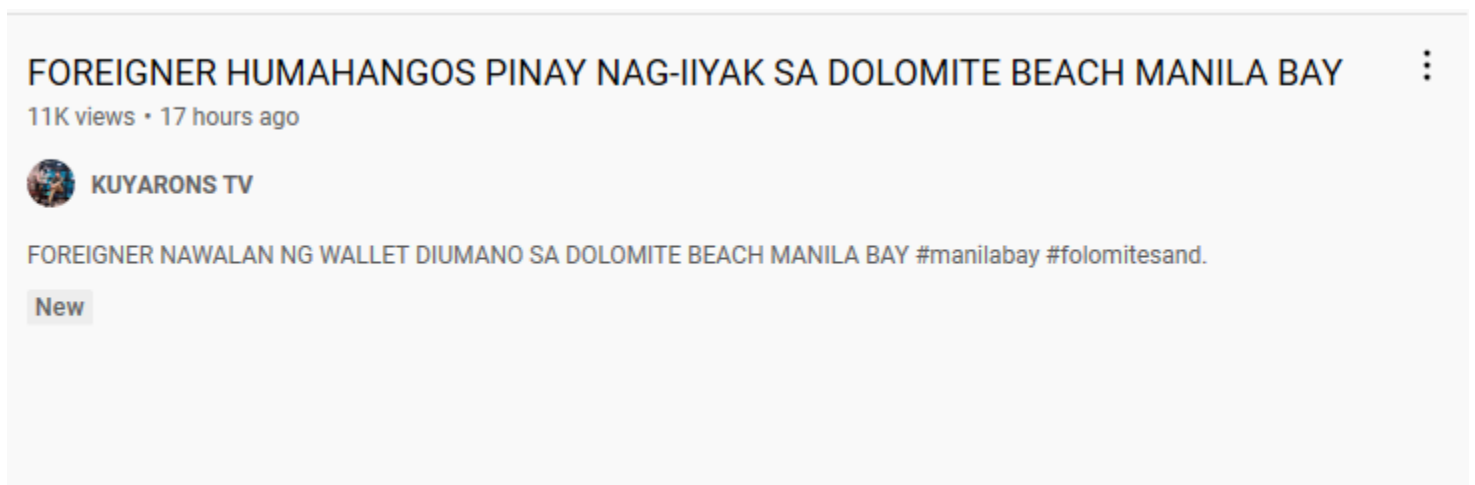 FOREIGNER HUMAHANGOS PINAY NAG-IIYAK SA DOLOMITE BEACH MANILA BAY
11K views • 17 hours ago
KUYARONS TV
FOREIGNER NAWALAN NG WALLET DIUMANO SA DOLOMITE BEACH MANILA BAY #manilabay #folomitesand.
New